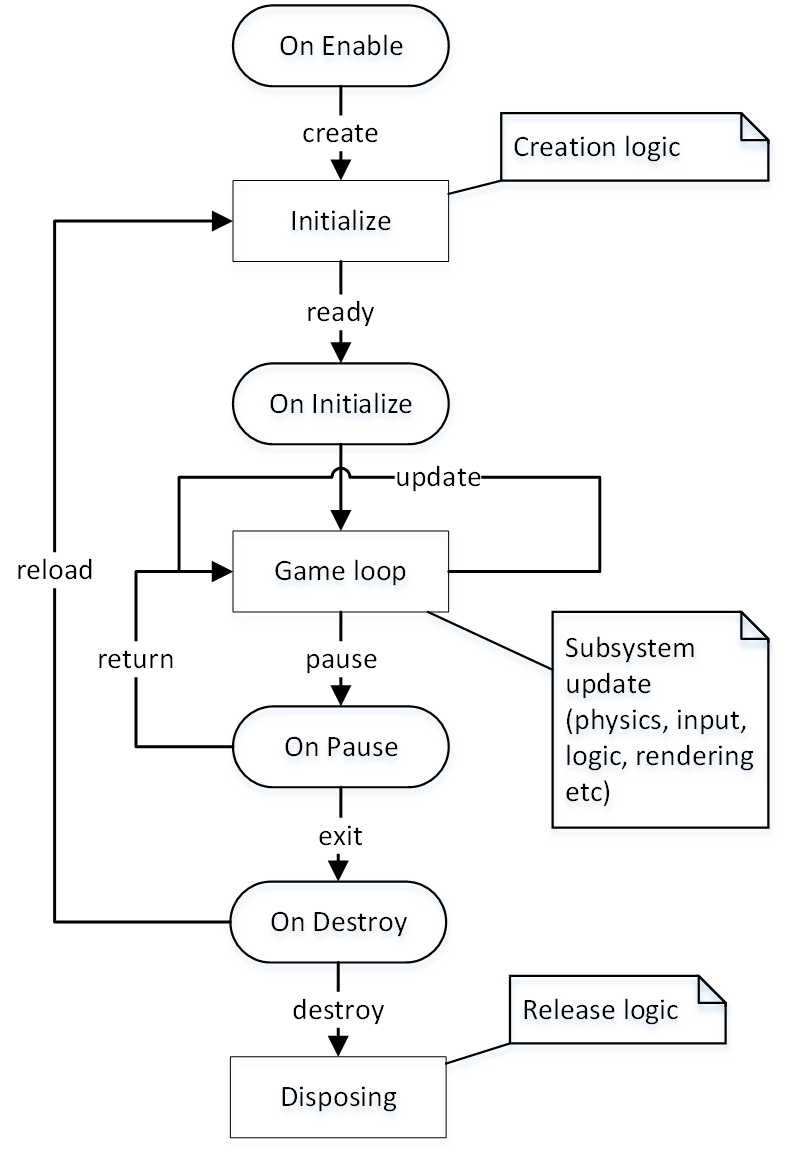 On Enable
create
Creation logic
Initialize
ready
On Initialize
update
Game loop
reload
return
pause
Subsystem
update
(physics, input,
logic, rendering
etc)
On Pause
exit
On Destroy
destroy
Release logic
Disposing